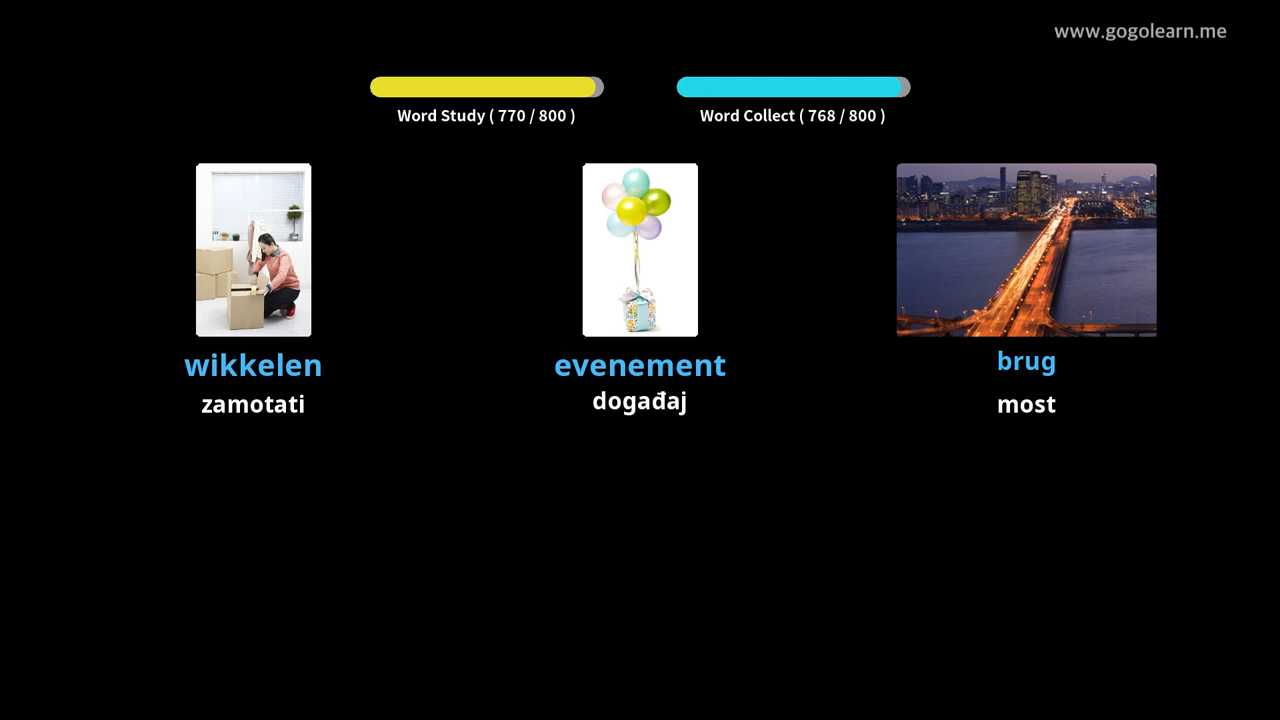 www.gogolearn.me
Word Study ( 770 / 800 )
Word Collect ( 768 / 800 )
wikkelen
zamotati
evenement
događaj
brug
most